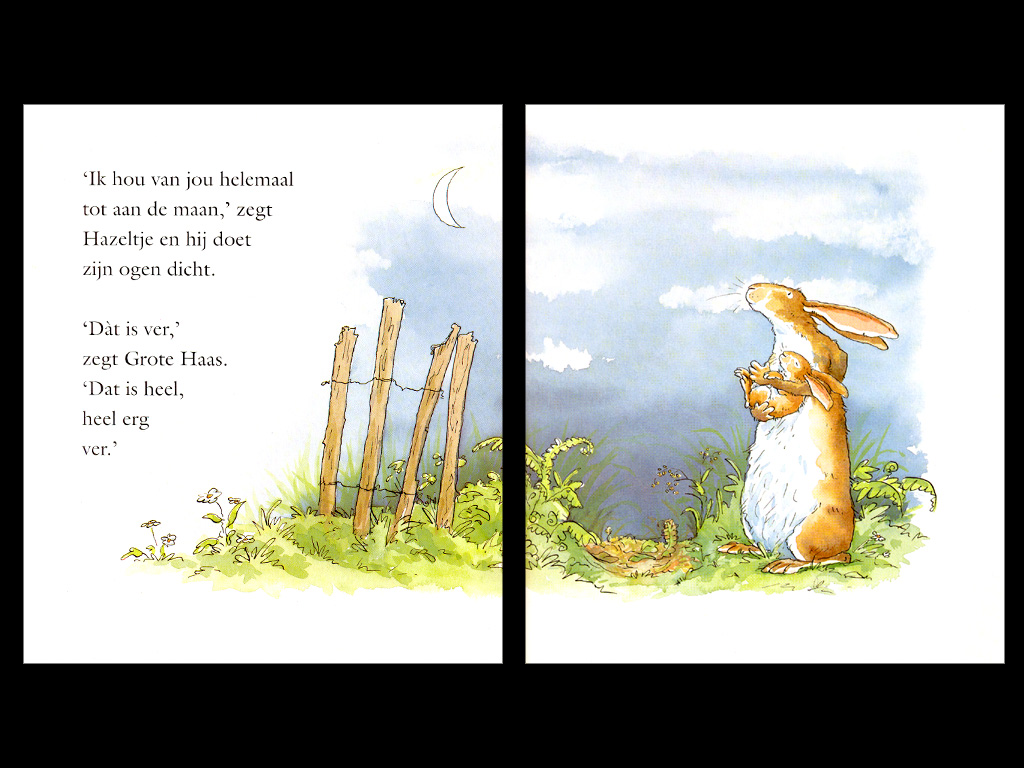 ‘Ik hou van jou helemaal
tot aan de maan,’ zegt
Hazeltje en hij doet
zijn ogen dicht.
‘Dàt is ver,’
zegt Grote Haas.
‘Dat is heel,
heel erg
ver.’